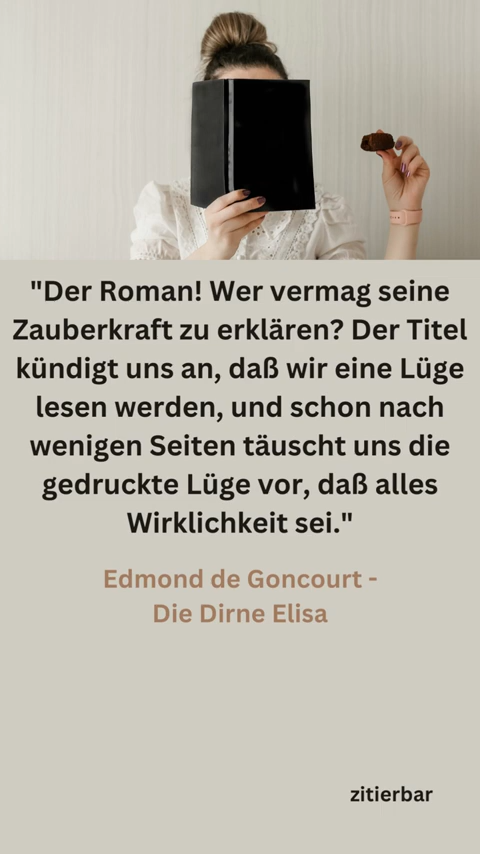 "Der Roman! Wer vermag seine
Zauberkraft zu erklären? Der Titel
kündigt uns an, daß wir eine Lüge
lesen werden, und schon nach
wenigen Seiten täuscht uns die
gedruckte Lüge vor, daß alles
Wirklichkeit sei."
Edmond de Goncourt -
Die Dirne Elisa
zitierbar